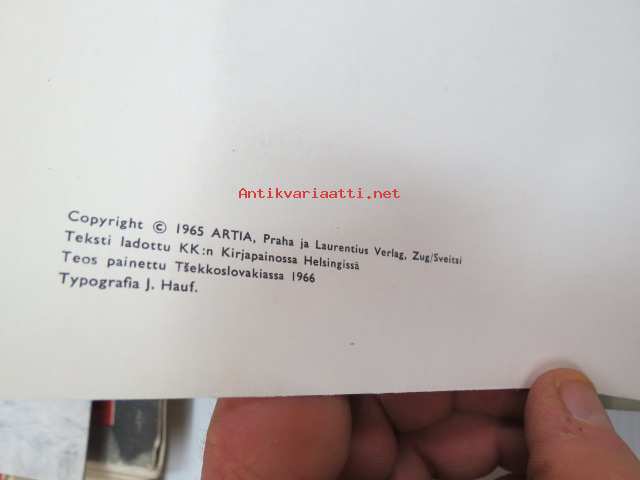 Antikvariaatti.net
Copyright © 1965 ARTIA, Praha ja Laurentius Verlag, Zug/Sveitsi
Teksti ladottu KK:n Kirjapainossa Helsingissä
Teos painettu Tšekkoslovakiassa 1966
Typografia J. Hauf.